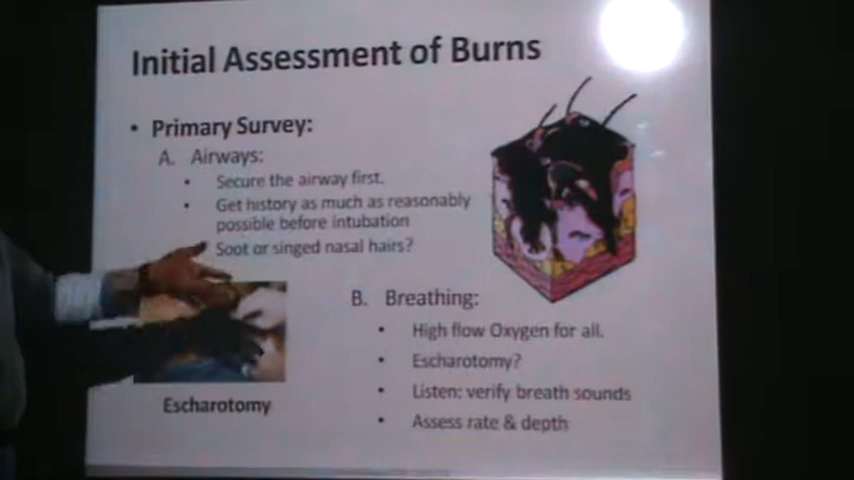 Initial Assessment of Burns
• Primary Survey:
A. Airways:
• Secure the airway first.
• Get history as much as reasonably
possible before intubation
Soot or singed nasal hairs?
B. Breathing:
• High flow Oxygen for all.
• Escharotomy?
• Listen: verify breath sounds
• Assess rate & depth
Escharotomy